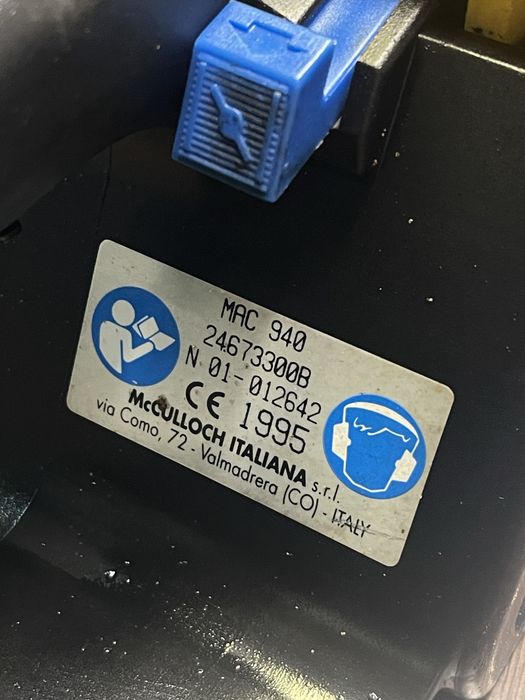 MAC 940
24673300B
N 01-012642
CE 1995
McCULLOCH ITALIANA s.r.l.
via Como, 72 - Valmadrera (CO) - ITALY